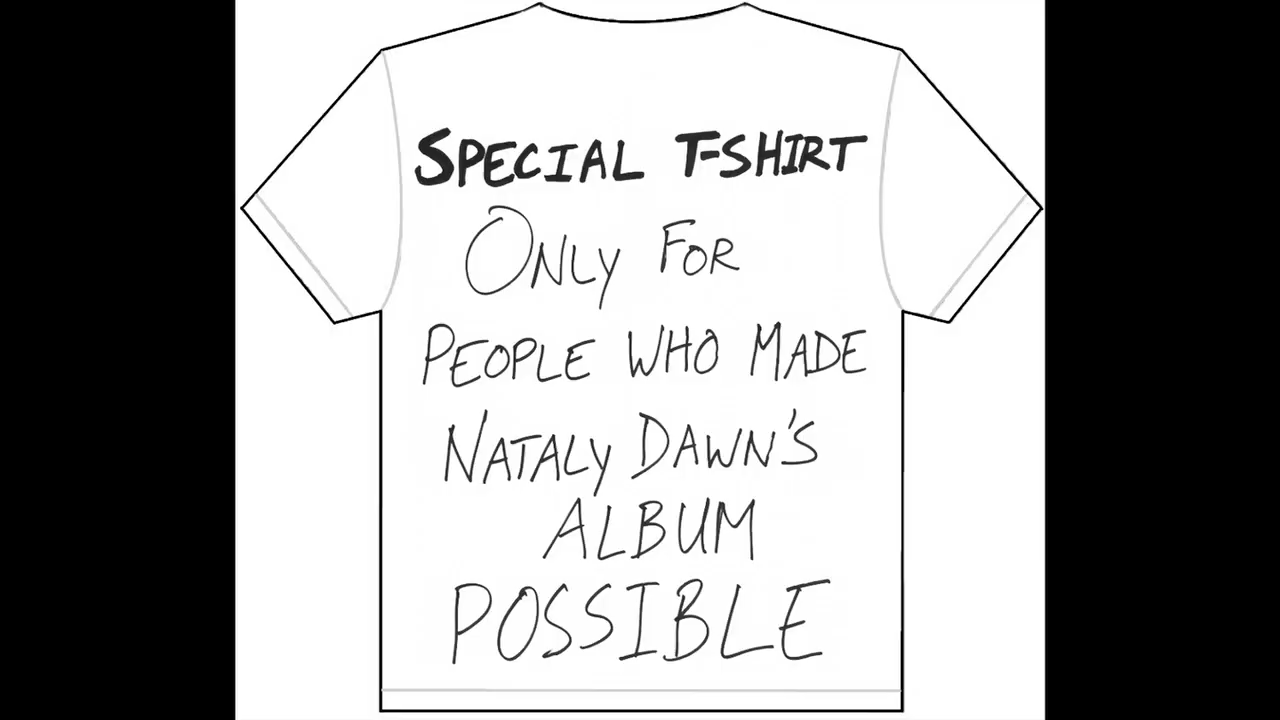 SPECIAL T-SHIRT
ONLY FOR
PEOPLE WHO MADE
NATALY DAWN'S
ALBUM
POSSIBLE